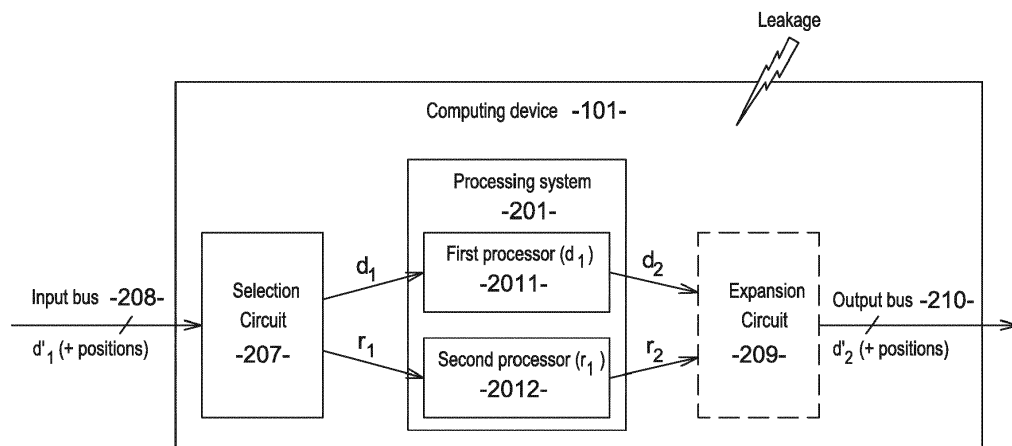 Leakage
Computing device -101-
Processing system
-201-
First processor (d₁)
-2011-
Second processor (r₁)
-2012-
Selection
Circuit
-207-
d₁
r₁
d₂
r₂
Expansion
Circuit
-209-
Input bus -208-
d'₁ (+ positions)
Output bus -210-
d'₂ (+ positions)